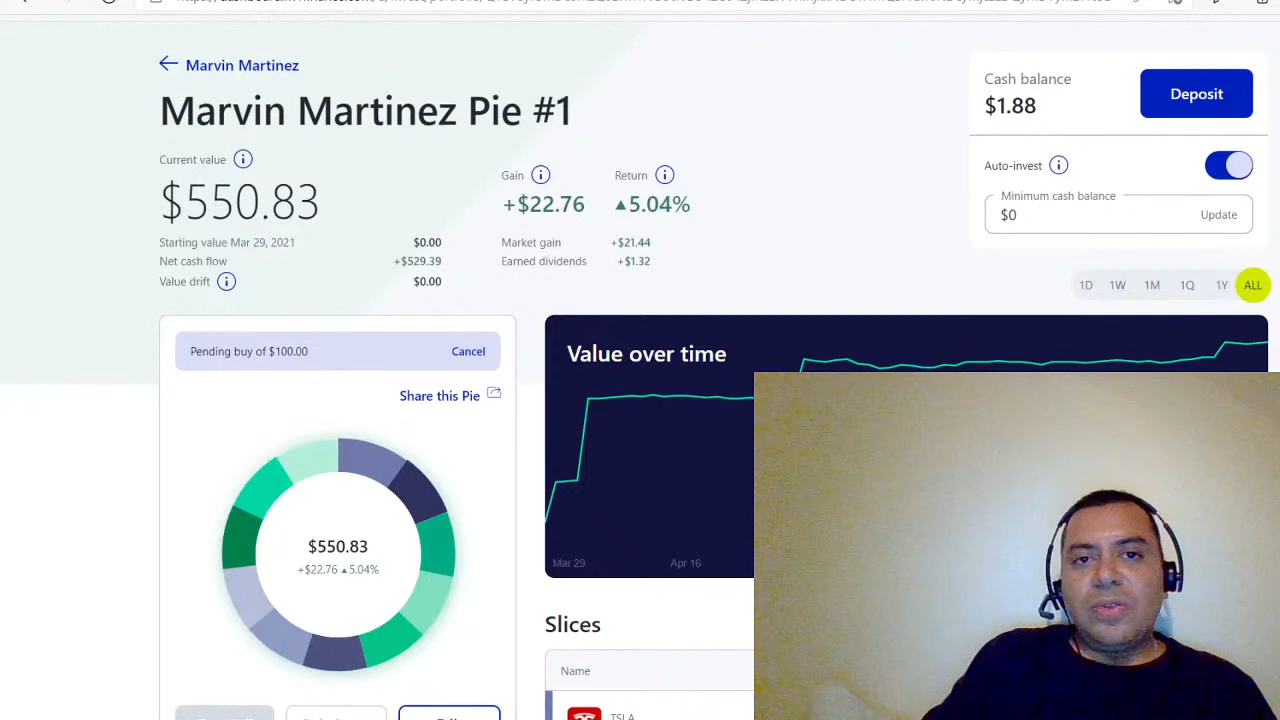 Marvin Martinez
Marvin Martinez Pie #1
Current value
$550.83
Starting value Mar 29, 2021 $0.00
Net cash flow +$529.39
Value drift $0.00
Gain Return
+$22.76 5.04%
Market gain +$21.44
Earned dividends +$1.32
Cash balance
$1.88
Deposit
Auto-invest
Minimum cash balance
$0 Update
1D 1W 1M 1Q 1Y ALL
Pending buy of $100.00 Cancel
Share this Pie
$550.83
+$22.76 5.04%
Value over time
Mar 29 Apr 16
Slices
Name
TSLA